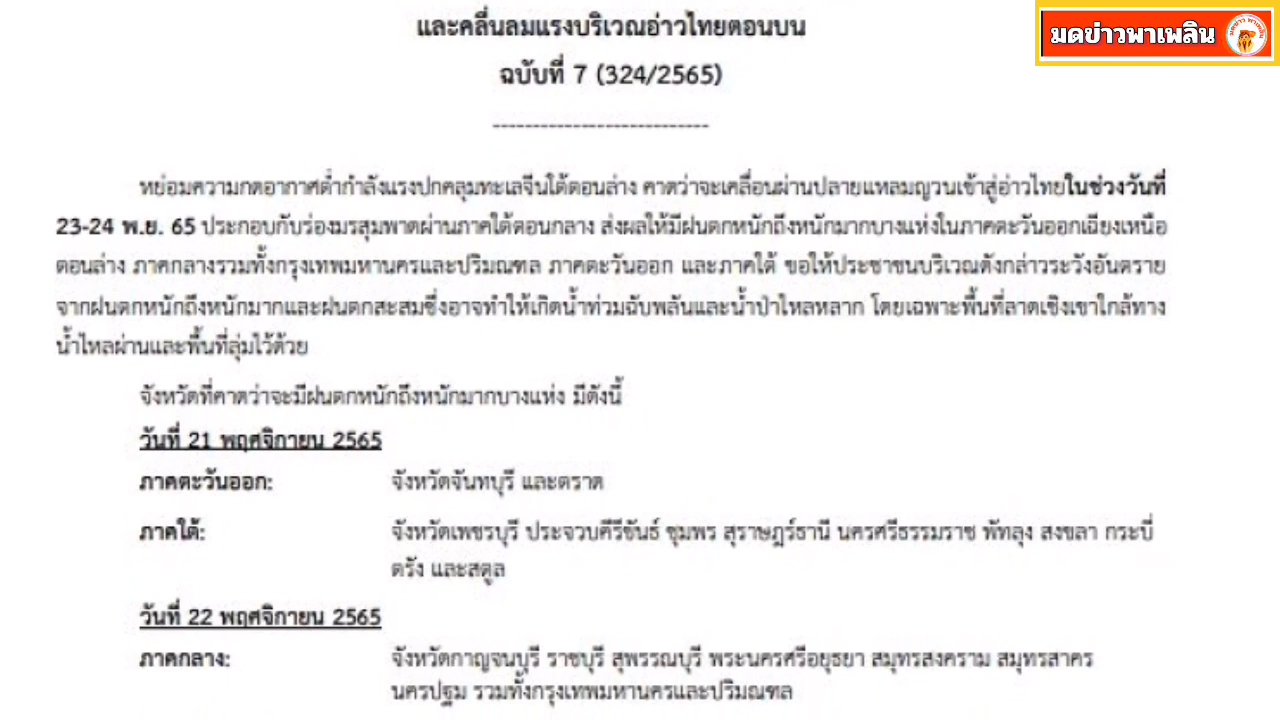 และคลื่นลมแรงบริเวณอ่าวไทยตอนบน
มดข่าวพาเพลิน
ฉบับที่ 7 (324/2565)
---------------------------
หย่อมความกดอากาศต่ำกำลังแรงปกคลุมทะเลจีนใต้ตอนล่าง คาดว่าจะเคลื่อนผ่านปลายแหลมญวนเข้าสู่อ่าวไทยในช่วงวันที่
23-24 พ.ย. 65 ประกอบกับร่องมรสุมพาดผ่านภาคใต้ตอนกลาง ส่งผลให้มีฝนตกหนักถึงหนักมากบางแห่งในภาคตะวันออกเฉียงเหนือ
ตอนล่าง ภาคกลางรวมทั้งกรุงเทพมหานครและปริมณฑล ภาคตะวันออก และภาคใต้ ขอให้ประชาชนบริเวณดังกล่าวระวังอันตราย
จากฝนตกหนักถึงหนักมากและฝนตกสะสมซึ่งอาจทำให้เกิดน้ำท่วมฉับพลันและน้ำป่าไหลหลาก โดยเฉพาะพื้นที่ลาดเชิงเขาใกล้ทาง
น้ำไหลผ่านและพื้นที่ลุ่มไว้ด้วย
จังหวัดที่คาดว่าจะมีฝนตกหนักถึงหนักมากบางแห่ง มีดังนี้
วันที่ 21 พฤศจิกายน 2565
ภาคตะวันออก: จังหวัดจันทบุรี และตราด
ภาคใต้: จังหวัดเพชรบุรี ประจวบคีรีขันธ์ ชุมพร สุราษฎร์ธานี นครศรีธรรมราช พัทลุง สงขลา กระบี่
ตรัง และสตูล
วันที่ 22 พฤศจิกายน 2565
ภาคกลาง: จังหวัดกาญจนบุรี ราชบุรี สุพรรณบุรี พระนครศรีอยุธยา สมุทรสงคราม สมุทรสาคร
นครปฐม รวมทั้งกรุงเทพมหานครและปริมณฑล